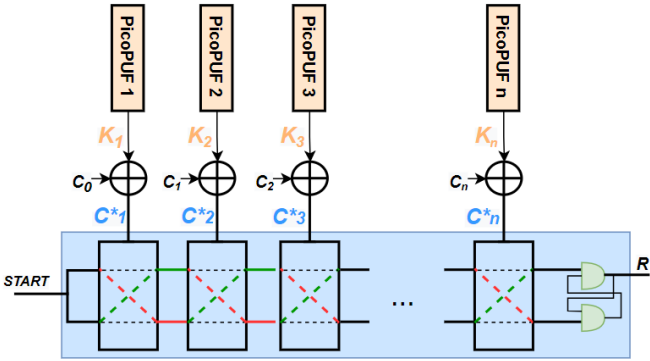 PicoPUF 1
PicoPUF 2
PicoPUF 3
PicoPUF n
K1
K2
K3
Kn
C0
C1
C2
Cn
C*1
C*2
C*3
C*n
START
...
R